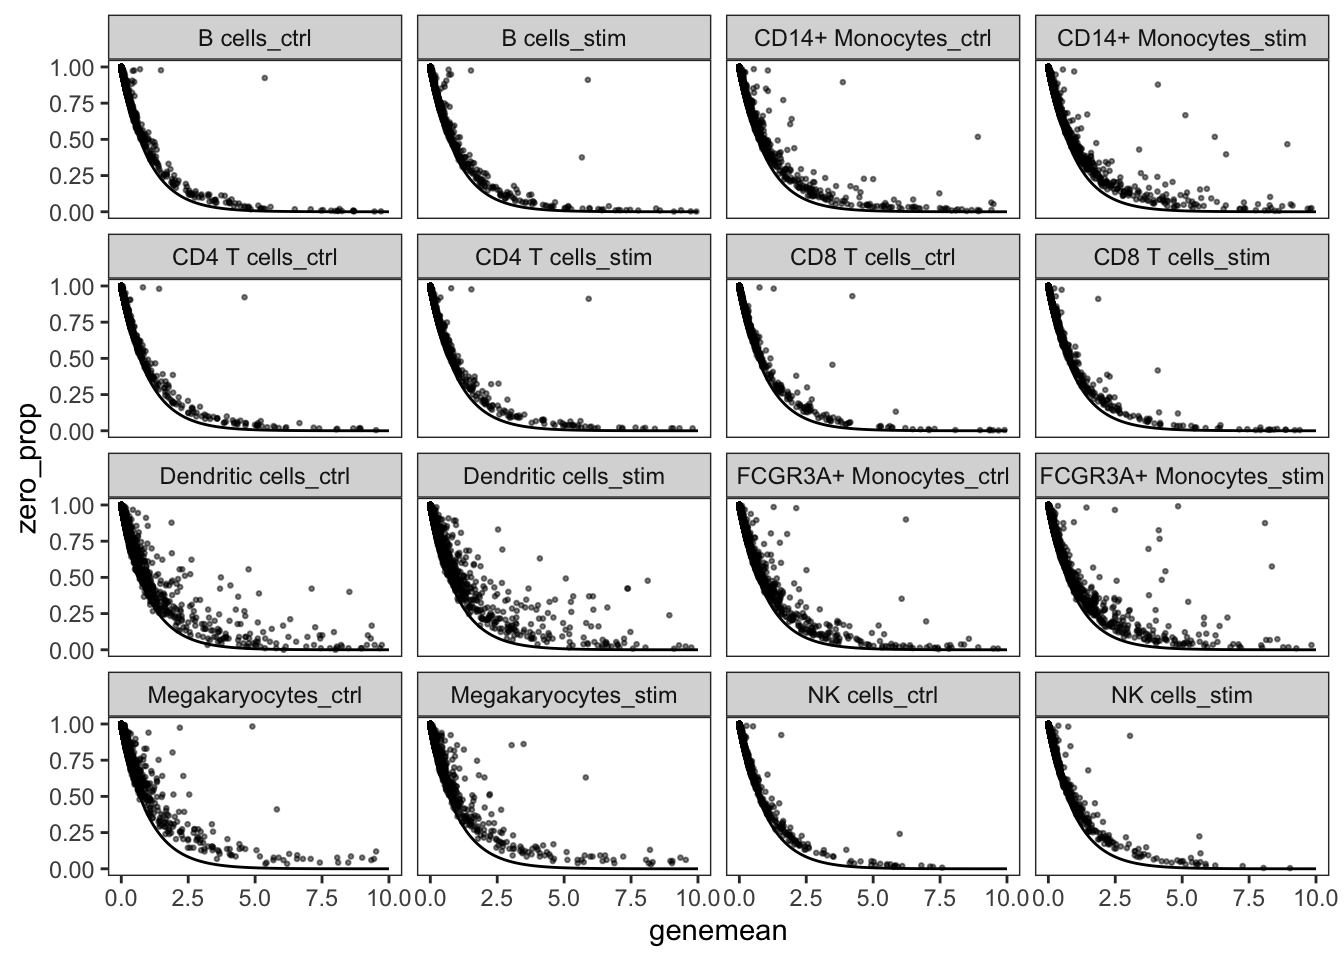 B cells_ctrl
B cells_stim
CD14+ Monocytes_ctrl
CD14+ Monocytes_stim
1.00
0.75
0.50
0.25
0.00
CD4 T cells_ctrl
CD4 T cells_stim
CD8 T cells_ctrl
CD8 T cells_stim
1.00
0.75
0.50
0.25
0.00
zero_prop
Dendritic cells_ctrl
Dendritic cells_stim
FCGR3A+ Monocytes_ctrl
FCGR3A+ Monocytes_stim
1.00
0.75
0.50
0.25
0.00
Megakaryocytes_ctrl
Megakaryocytes_stim
NK cells_ctrl
NK cells_stim
1.00
0.75
0.50
0.25
0.00
0.0 2.5 5.0 7.5 10.0
0.0 2.5 5.0 7.5 10.0
0.0 2.5 5.0 7.5 10.0
0.0 2.5 5.0 7.5 10.0
genemean